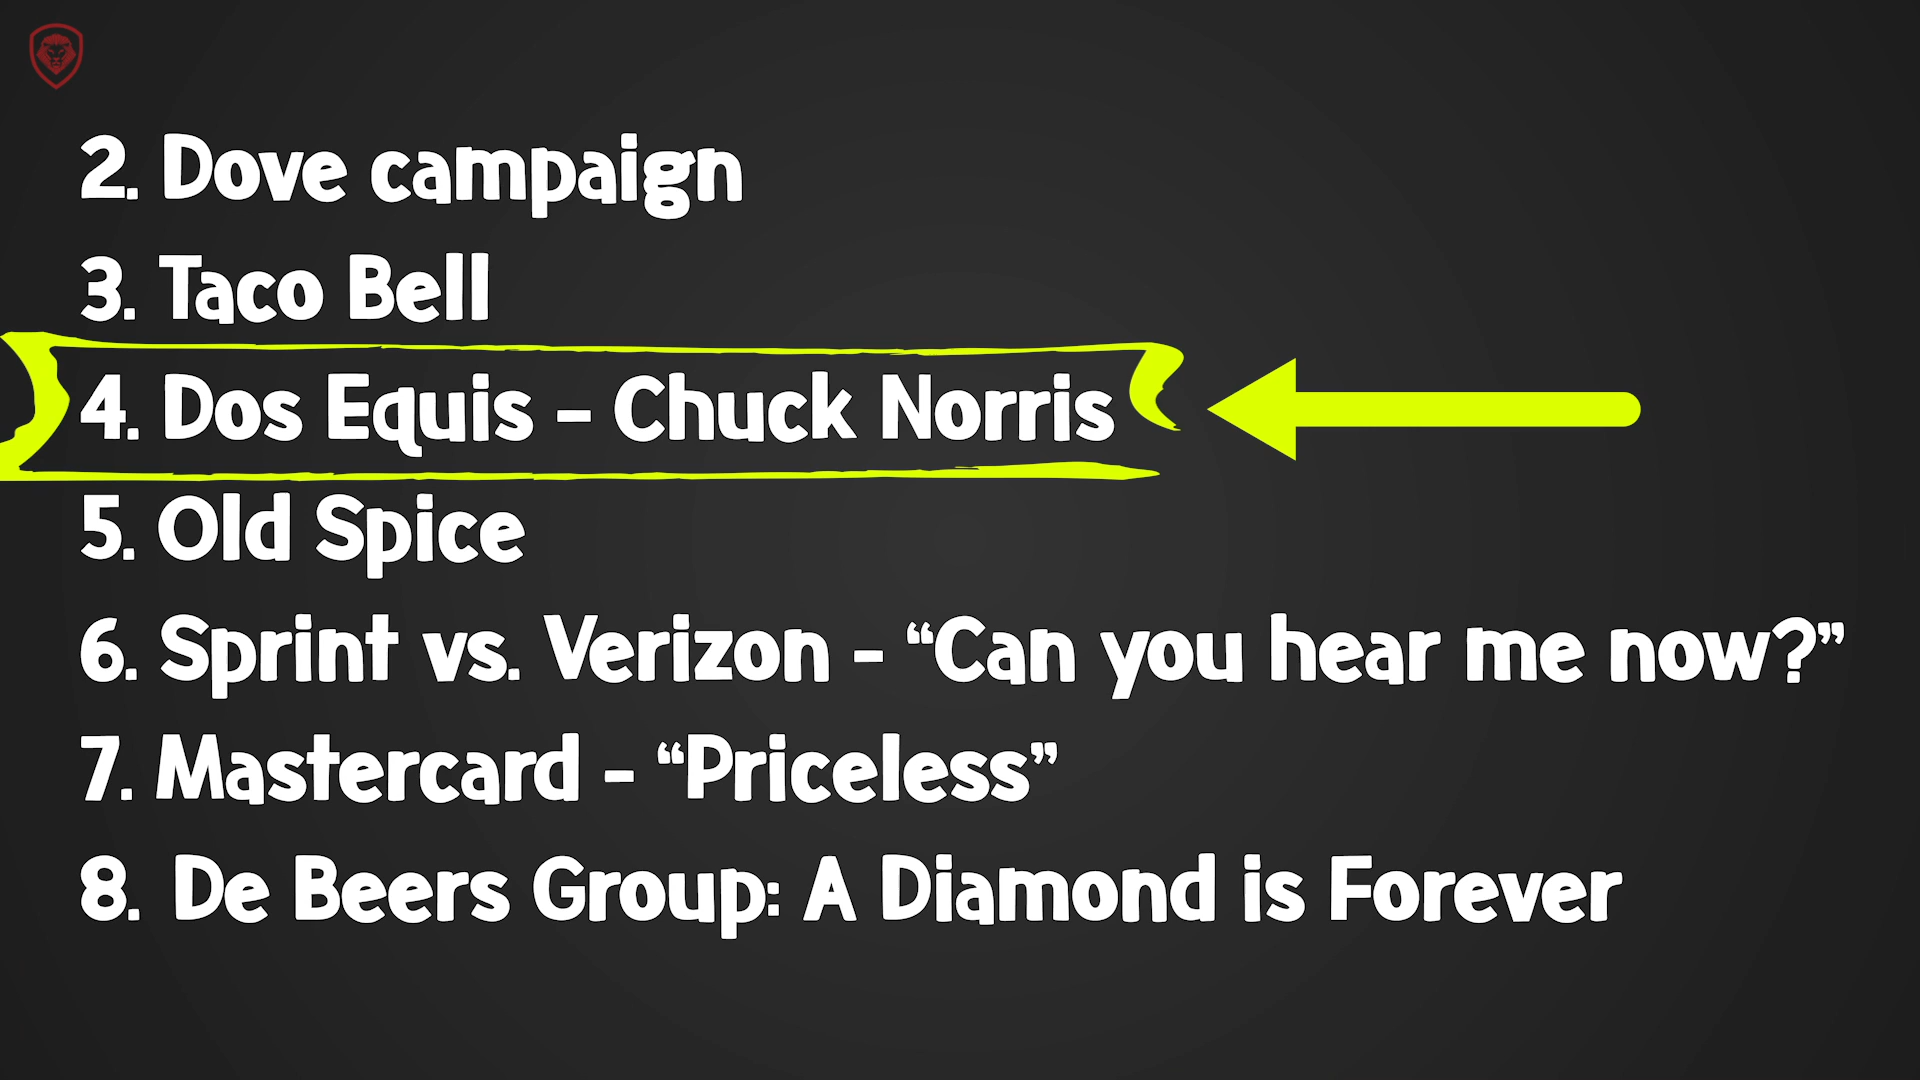 2. Dove campaign
3. Taco Bell
4. Dos Equis – Chuck Norris
5. Old Spice
6. Sprint vs. Verizon - “Can you hear me now?”
7. Mastercard - “Priceless”
8. De Beers Group: A Diamond is Forever